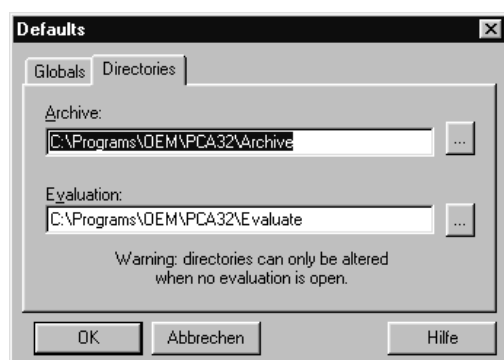 Defaults
Globals Directories
Archive:
C:\Programs\OEM\PCA32\Archive
...
Evaluation:
C:\Programs\OEM\PCA32\Evaluate
...
Warning: directories can only be altered
when no evaluation is open.
OK Abbrechen Hilfe